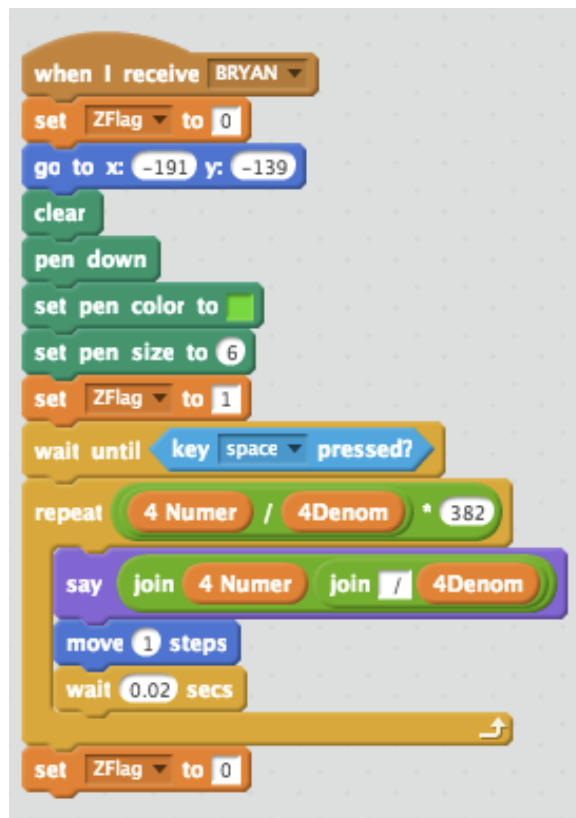 when I receive BRYAN
set ZFlag to 0
go to x: -191 y: -139
clear
pen down
set pen color to
set pen size to 6
set ZFlag to 1
wait until key space pressed?
repeat 4 Numer / 4Denom * 382
say join 4 Numer join / 4Denom
move 1 steps
wait 0.02 secs
set ZFlag to 0